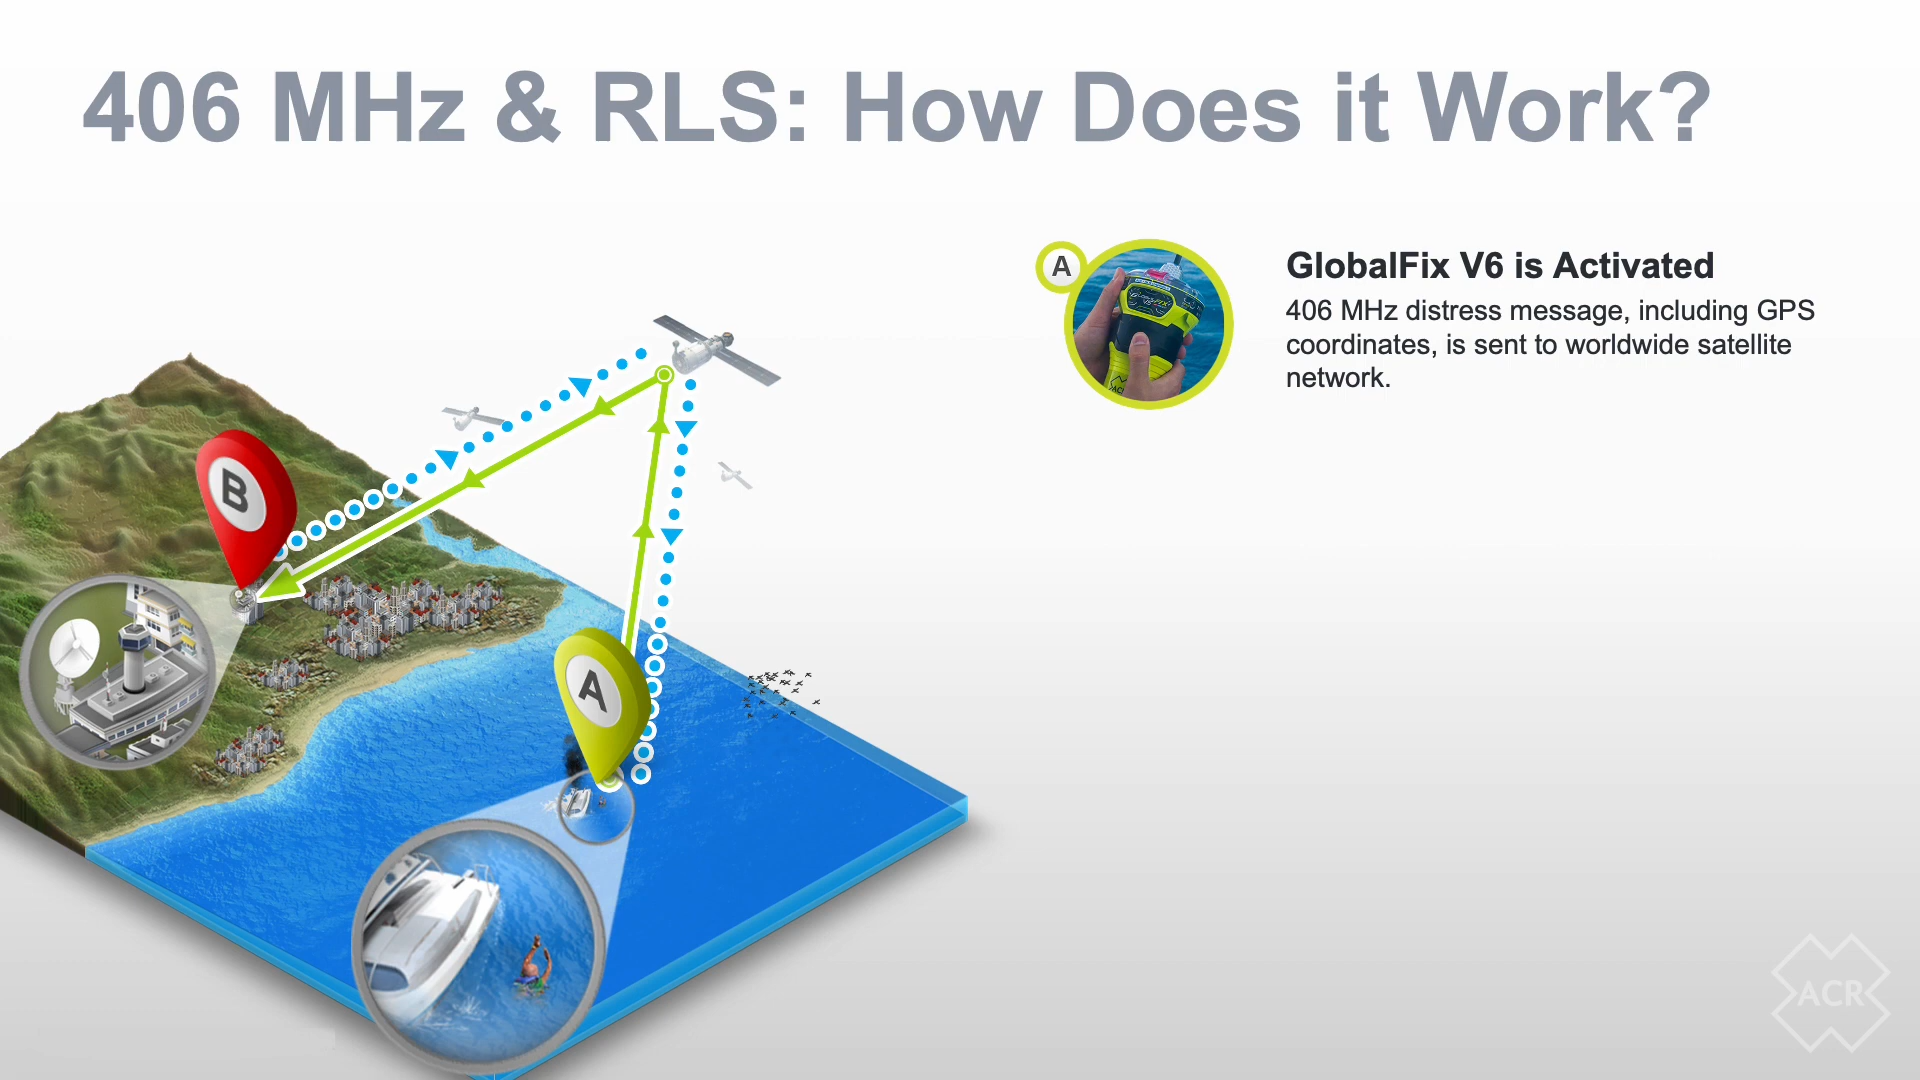 406 MHz & RLS: How Does it Work?
A
GlobalFix V6 is Activated
406 MHz distress message, including GPS
coordinates, is sent to worldwide satellite
network.
B
A
ACR
ACR